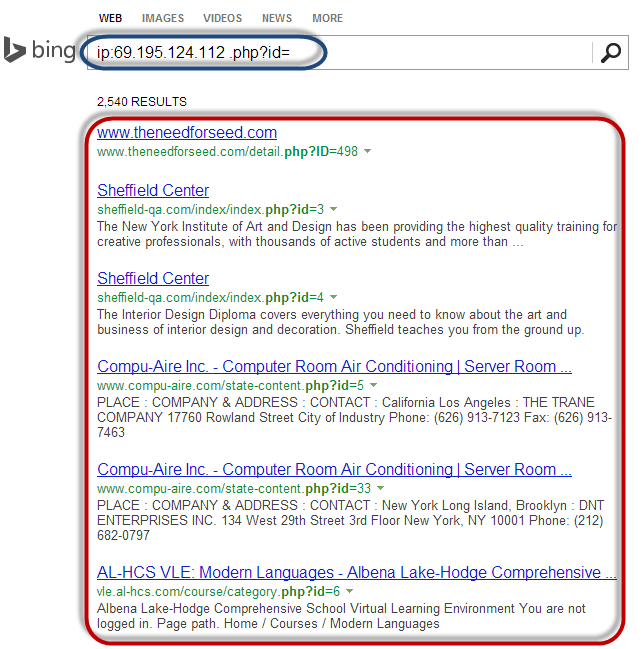 WEB IMAGES VIDEOS NEWS MORE
bing
ip:69.195.124.112 .php?id=
2,540 RESULTS
www.theneedforseed.com
www.theneedforseed.com/detail.php?ID=498
Sheffield Center
sheffield-qa.com/index/index.php?id=3
The New York Institute of Art and Design has been providing the highest quality training for
creative professionals, with thousands of active students and more than ...
Sheffield Center
sheffield-qa.com/index/index.php?id=4
The Interior Design Diploma covers everything you need to know about the art and
business of interior design and decoration. Sheffield teaches you from the ground up.
Compu-Aire Inc. - Computer Room Air Conditioning | Server Room ...
www.compu-aire.com/state-content.php?id=5
PLACE : COMPANY & ADDRESS : CONTACT : California Los Angeles : THE TRANE
COMPANY 17760 Rowland Street City of Industry Phone: (626) 913-7123 Fax: (626) 913-
7463
Compu-Aire Inc. - Computer Room Air Conditioning | Server Room ...
www.compu-aire.com/state-content.php?id=33
PLACE : COMPANY & ADDRESS : CONTACT : New York Long Island, Brooklyn : DNT
ENTERPRISES INC. 134 West 29th Street 3rd Floor New York, NY 10001 Phone: (212)
682-0797
AL-HCS VLE: Modern Languages - Albena Lake-Hodge Comprehensive ...
vle.al-hcs.com/course/category.php?id=6
Albena Lake-Hodge Comprehensive School Virtual Learning Environment You are not
logged in. Page path. Home / Courses / Modern Languages